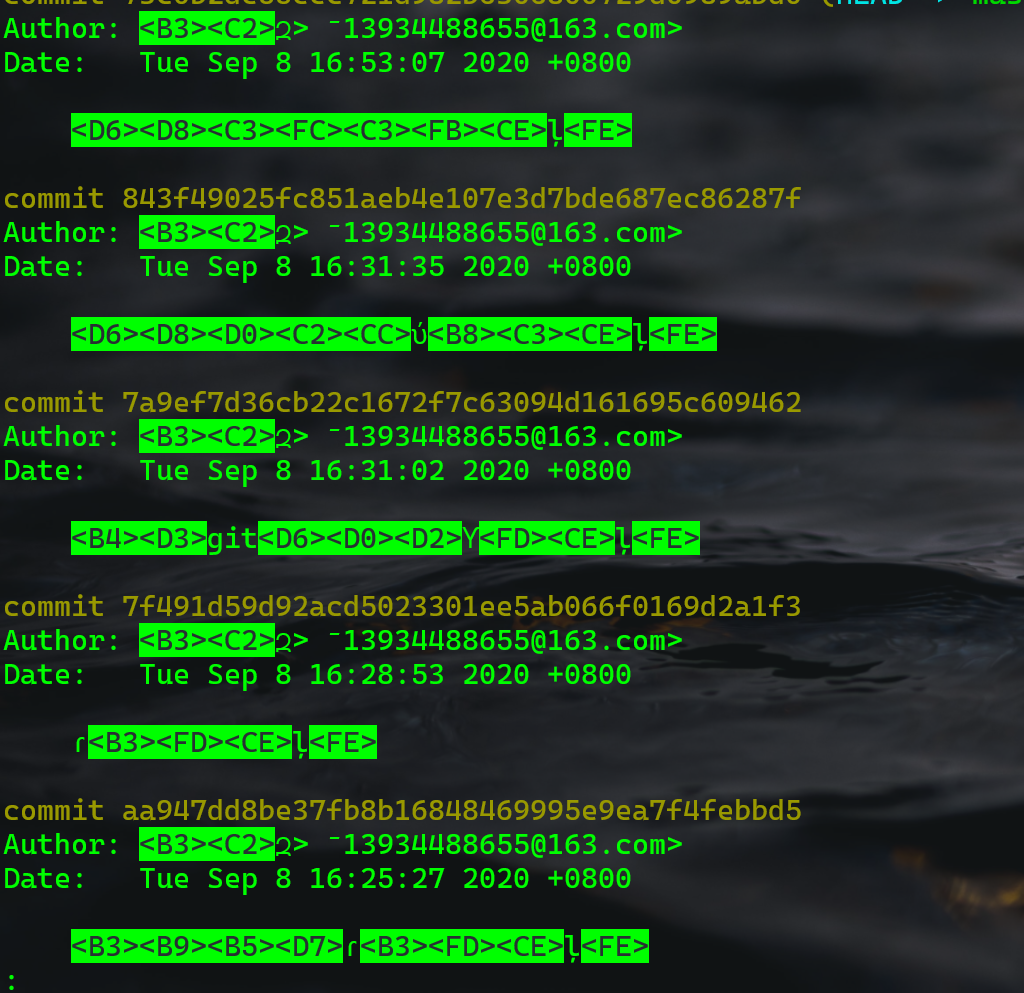 Author: <B3><C2>ユ> ¯13934488655@163.com>
Date:   Tue Sep 8 16:53:07 2020 +0800
<D6><D8><C3><FC><C3><FB><CE>ļ<FE>
commit 843f49025fc851aeb4e107e3d7bde687ec86287f
Author: <B3><C2>ユ> ¯13934488655@163.com>
Date:   Tue Sep 8 16:31:35 2020 +0800
<D6><D8><D0><C2><CC>ύ<B8><C3><CE>ļ<FE>
commit 7a9ef7d36cb22c1672f7c63094d161695c609462
Author: <B3><C2>ユ> ¯13934488655@163.com>
Date:   Tue Sep 8 16:31:02 2020 +0800
<B4><D3>git<D6><D0><D2>Ƴ<FD><CE>ļ<FE>
commit 7f491d59d92acd5023301ee5ab066f0169d2a1f3
Author: <B3><C2>ユ> ¯13934488655@163.com>
Date:   Tue Sep 8 16:28:53 2020 +0800
ɾ<B3><FD><CE>ļ<FE>
commit aa947dd8be37fb8b16848469995e9ea7f4febbd5
Author: <B3><C2>ユ> ¯13934488655@163.com>
Date:   Tue Sep 8 16:25:27 2020 +0800
<B3><B9><B5><D7>ɾ<B3><FD><CE>ļ<FE>
: